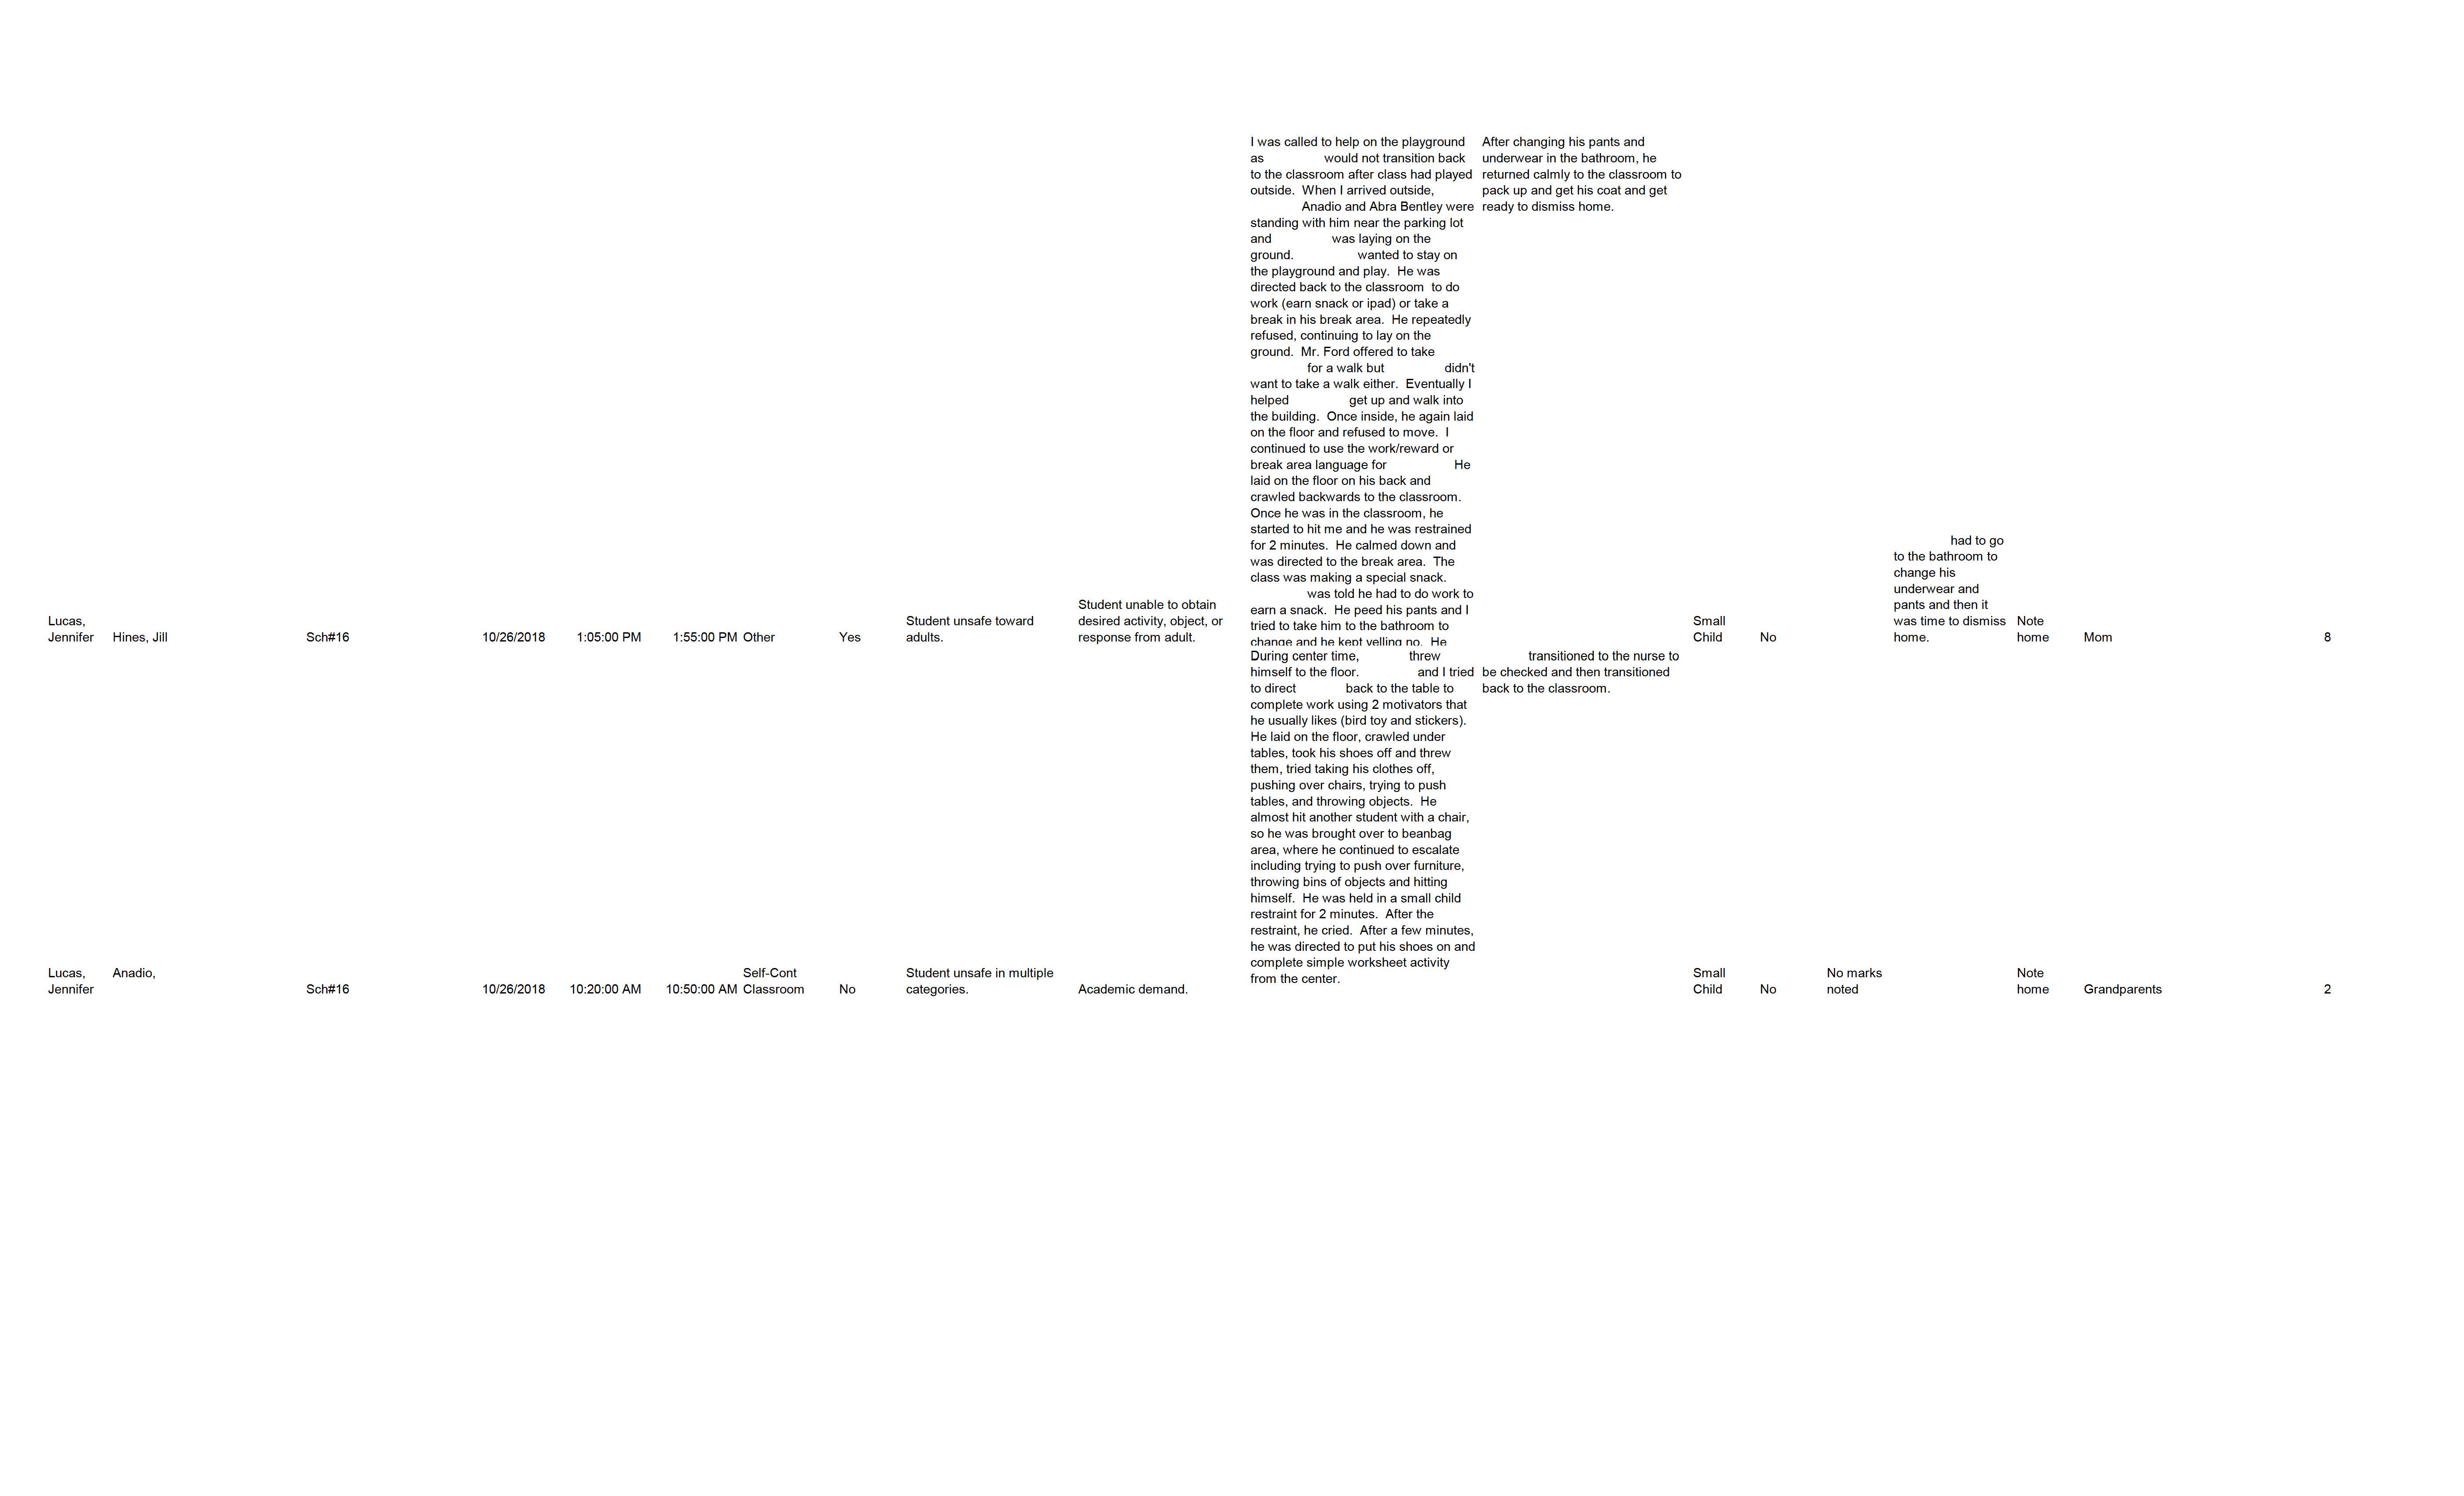 I was called to help on the playground
as would not transition back
to the classroom after class had played
outside. When I arrived outside,
Anadio and Abra Bentley were
standing with him near the parking lot
and was laying on the
ground. wanted to stay on
the playground and play. He was
directed back to the classroom to do
work (earn snack or ipad) or take a
break in his break area. He repeatedly
refused, continuing to lay on the
ground. Mr. Ford offered to take
for a walk but didn't
want to take a walk either. Eventually I
helped get up and walk into
the building. Once inside, he again laid
on the floor and refused to move. I
continued to use the work/reward or
break area language for He
laid on the floor on his back and
crawled backwards to the classroom.
Once he was in the classroom, he
started to hit me and he was restrained
for 2 minutes. He calmed down and
was directed to the break area. The
class was making a special snack.
was told he had to do work to
earn a snack. He peed his pants and I
tried to take him to the bathroom to
change and he kept yelling no. He
After changing his pants and
underwear in the bathroom, he
returned calmly to the classroom to
pack up and get his coat and get
ready to dismiss home.
Lucas,
Jennifer
Hines, Jill
Sch#16
10/26/2018
1:05:00 PM
1:55:00 PM
Other
Yes
Student unsafe toward
adults.
Student unable to obtain
desired activity, object, or
response from adult.
Small
Child
No
had to go
to the bathroom to
change his
underwear and
pants and then it
was time to dismiss
home.
Note
home
Mom
8
During center time, threw
himself to the floor. and I tried
to direct back to the table to
complete work using 2 motivators that
he usually likes (bird toy and stickers).
He laid on the floor, crawled under
tables, took his shoes off and threw
them, tried taking his clothes off,
pushing over chairs, trying to push
tables, and throwing objects. He
almost hit another student with a chair,
so he was brought over to beanbag
area, where he continued to escalate
including trying to push over furniture,
throwing bins of objects and hitting
himself. He was held in a small child
restraint for 2 minutes. After the
restraint, he cried. After a few minutes,
he was directed to put his shoes on and
complete simple worksheet activity
from the center.
transitioned to the nurse to
be checked and then transitioned
back to the classroom.
Lucas,
Jennifer
Anadio,
Sch#16
10/26/2018
10:20:00 AM
10:50:00 AM
Self-Cont
Classroom
No
Student unsafe in multiple
categories.
Academic demand.
Small
Child
No
No marks
noted
Note
home
Grandparents
2